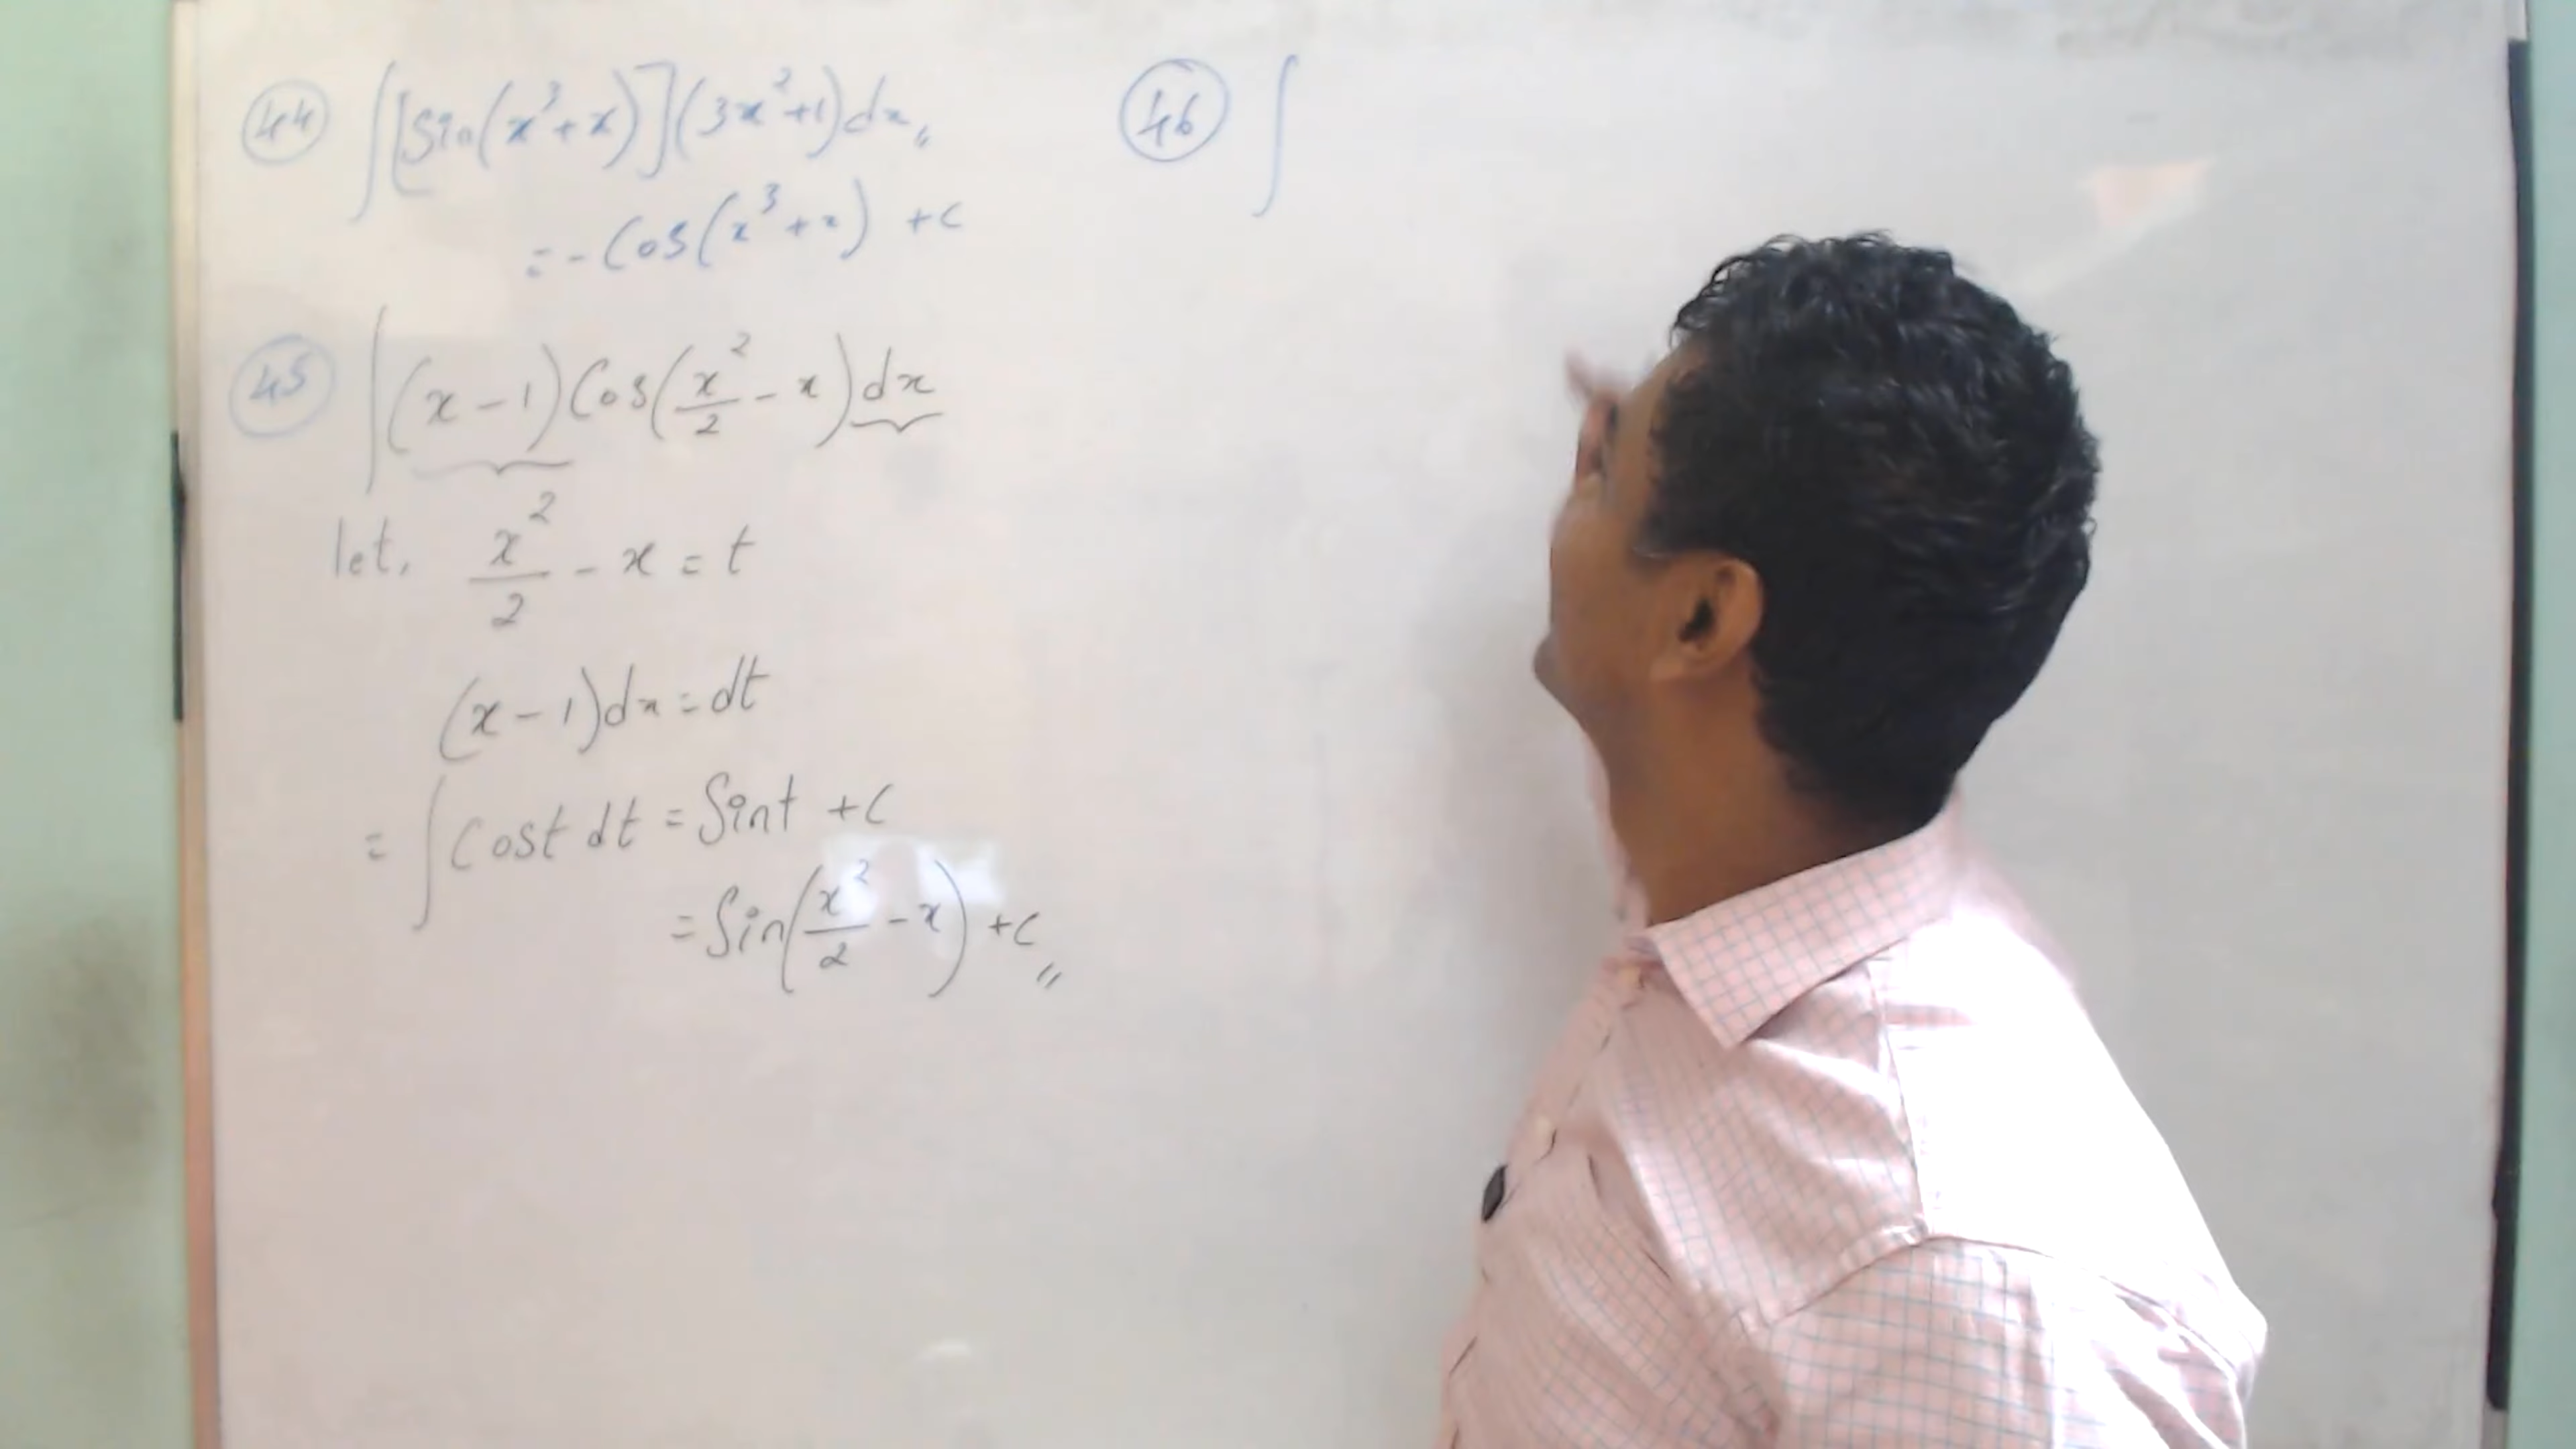 44 ∫[Sin(x³+x)](3x²+1)dx,,
= -Cos(x³+x) +c
45 ∫(x-1)Cos(x²/2 - x)dx
let, x²/2 - x = t
(x-1)dx = dt
= ∫Cost dt = Sint +c
= Sin(x²/2 - x) +c,,
46 ∫